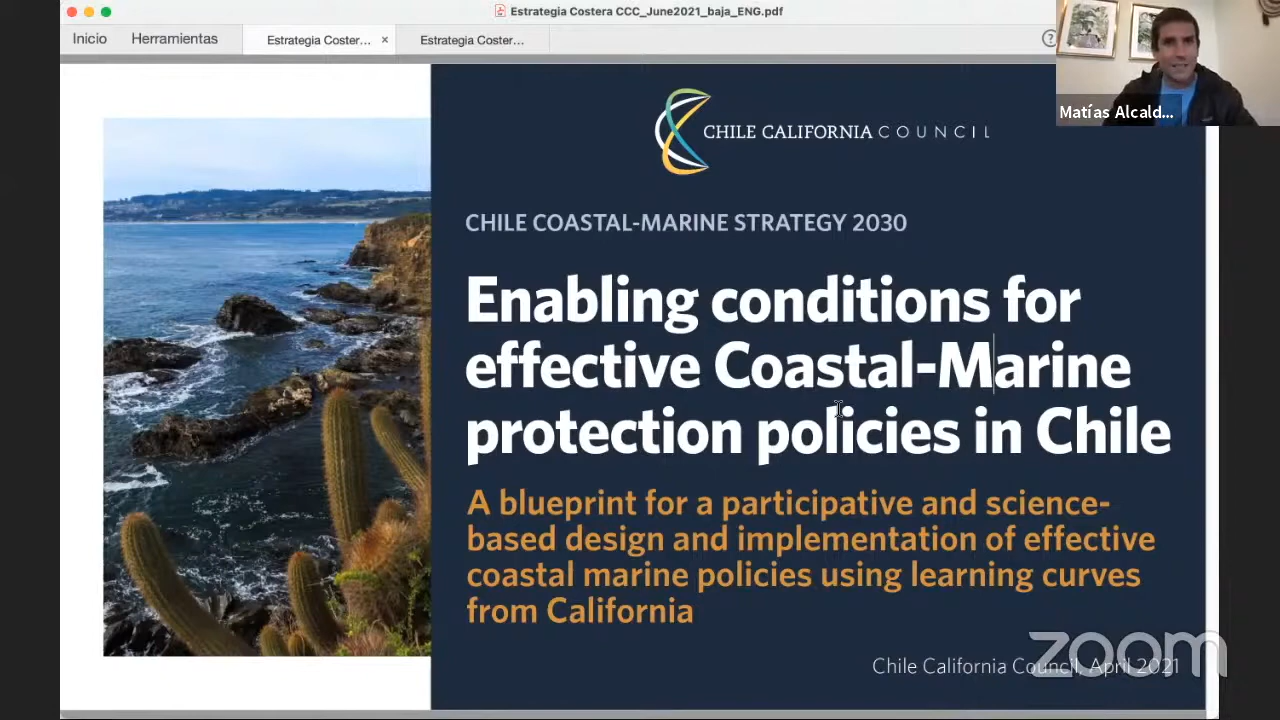 Estrategia Costera CCC_June2021_baja_ENG.pdf
Inicio Herramientas Estrategia Coster... × Estrategia Coster... ?
Matías Alcald...
CHILE CALIFORNIA COUNCIL
CHILE COASTAL-MARINE STRATEGY 2030
Enabling conditions for
effective Coastal-Marine
protection policies in Chile
A blueprint for a participative and science-
based design and implementation of effective
coastal marine policies using learning curves
from California
Chile California Council, April 2021
zoom